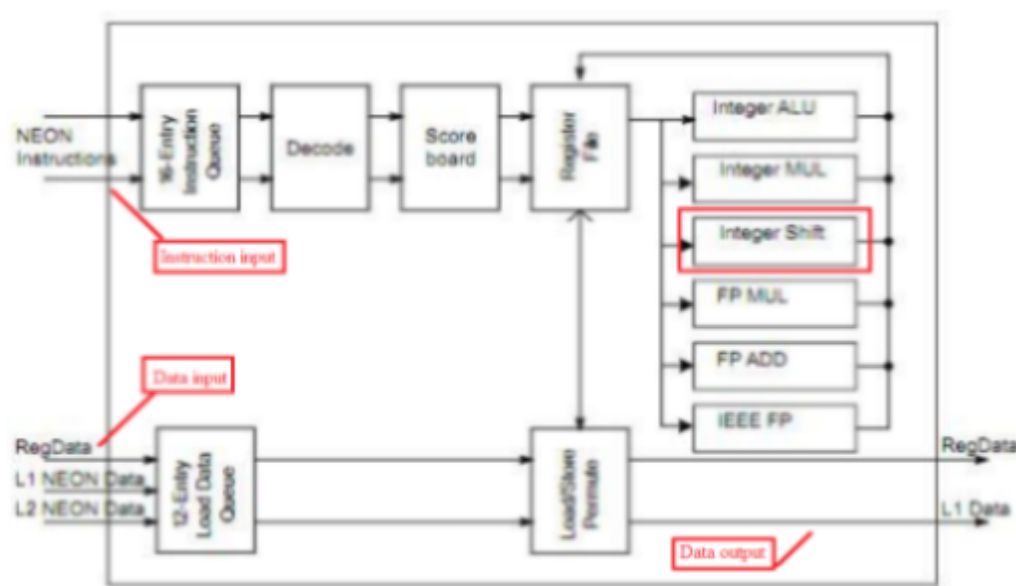 NEON
Instructions
16-Entry
Instruction
Queue
Decode
Score
board
Register
File
Integer ALU
Integer MUL
Integer Shift
FP MUL
FP ADD
IEEE FP
Instruction input
Data input
RegData
L1 NEON Data
L2 NEON Data
12-Entry
Load Data
Queue
Load/Store
Permute
RegData
L1 Data
Data output